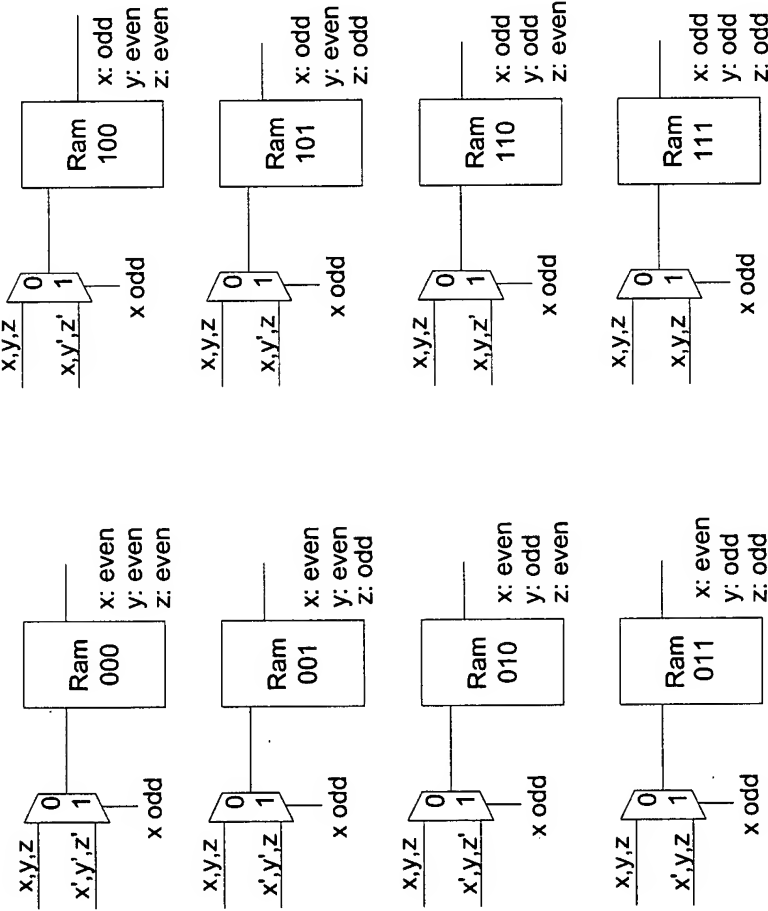 x,y,z
0
1
x',y',z'
x odd
Ram
000
x: even
y: even
z: even
x,y,z
0
1
x,y',z'
x odd
Ram
100
x: odd
y: even
z: even
x,y,z
0
1
x',y',z
x odd
Ram
001
x: even
y: even
z: odd
x,y,z
0
1
x,y',z
x odd
Ram
101
x: odd
y: even
z: odd
x,y,z
0
1
x',y,z'
x odd
Ram
010
x: even
y: odd
z: even
x,y,z
0
1
x,y,z'
x odd
Ram
110
x: odd
y: odd
z: even
x,y,z
0
1
x',y,z
x odd
Ram
011
x: even
y: odd
z: odd
x,y,z
0
1
x,y,z
x odd
Ram
111
x: odd
y: odd
z: odd